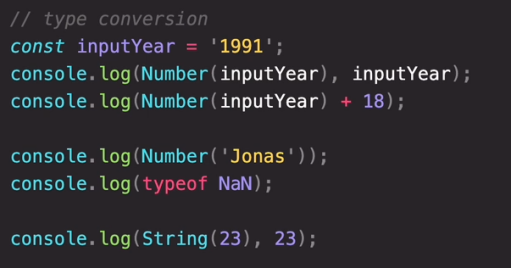 // type conversion
const inputYear = '1991';
console.log(Number(inputYear), inputYear);
console.log(Number(inputYear) + 18);
console.log(Number('Jonas'));
console.log(typeof NaN);
console.log(String(23), 23);